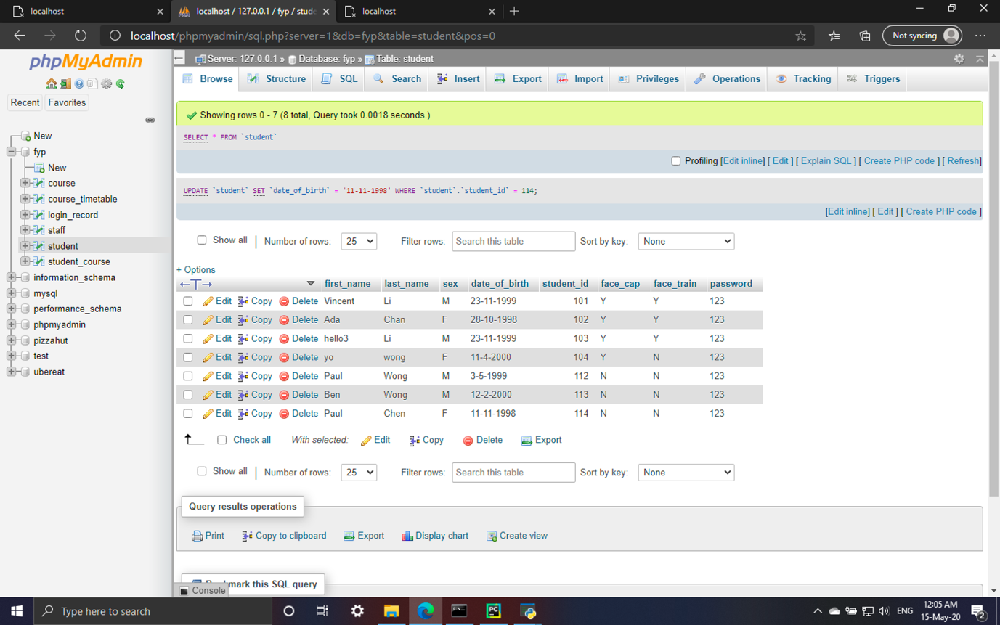 localhost
localhost / 127.0.0.1 / fyp / stude
localhost
localhost/phpmyadmin/sql.php?server=1&db=fyp&table=student&pos=0
Not syncing
phpMyAdmin
Recent Favorites
New
fyp
New
course
course_timetable
login_record
staff
student
student_course
information_schema
mysql
performance_schema
phpmyadmin
pizzahut
test
ubereat
Server: 127.0.0.1 » Database: fyp » Table: student
Browse Structure SQL Search Insert Export Import Privileges Operations Tracking Triggers
Showing rows 0 - 7 (8 total, Query took 0.0018 seconds.)
SELECT * FROM `student`
Profiling [Edit inline] [ Edit ] [ Explain SQL ] [ Create PHP code ] [ Refresh]
UPDATE `student` SET `date_of_birth` = '11-11-1998' WHERE `student`.`student_id` = 114;
[Edit inline] [ Edit ] [ Create PHP code ]
Show all | Number of rows: 25 Filter rows: Search this table Sort by key: None
+ Options
first_name last_name sex date_of_birth student_id face_cap face_train password
Edit Copy Delete Vincent Li M 23-11-1999 101 Y Y 123
Edit Copy Delete Ada Chan F 28-10-1998 102 Y Y 123
Edit Copy Delete hello3 Li M 23-11-1999 103 Y Y 123
Edit Copy Delete yo wong F 11-4-2000 104 Y N 123
Edit Copy Delete Paul Wong M 3-5-1999 112 N N 123
Edit Copy Delete Ben Wong M 12-2-2000 113 N N 123
Edit Copy Delete Paul Chen F 11-11-1998 114 N N 123
Check all With selected: Edit Copy Delete Export
Show all | Number of rows: 25 Filter rows: Search this table Sort by key: None
Query results operations
Print Copy to clipboard Export Display chart Create view
mark this SQL query
Console
Type here to search
ENG
12:05 AM
15-May-20
2